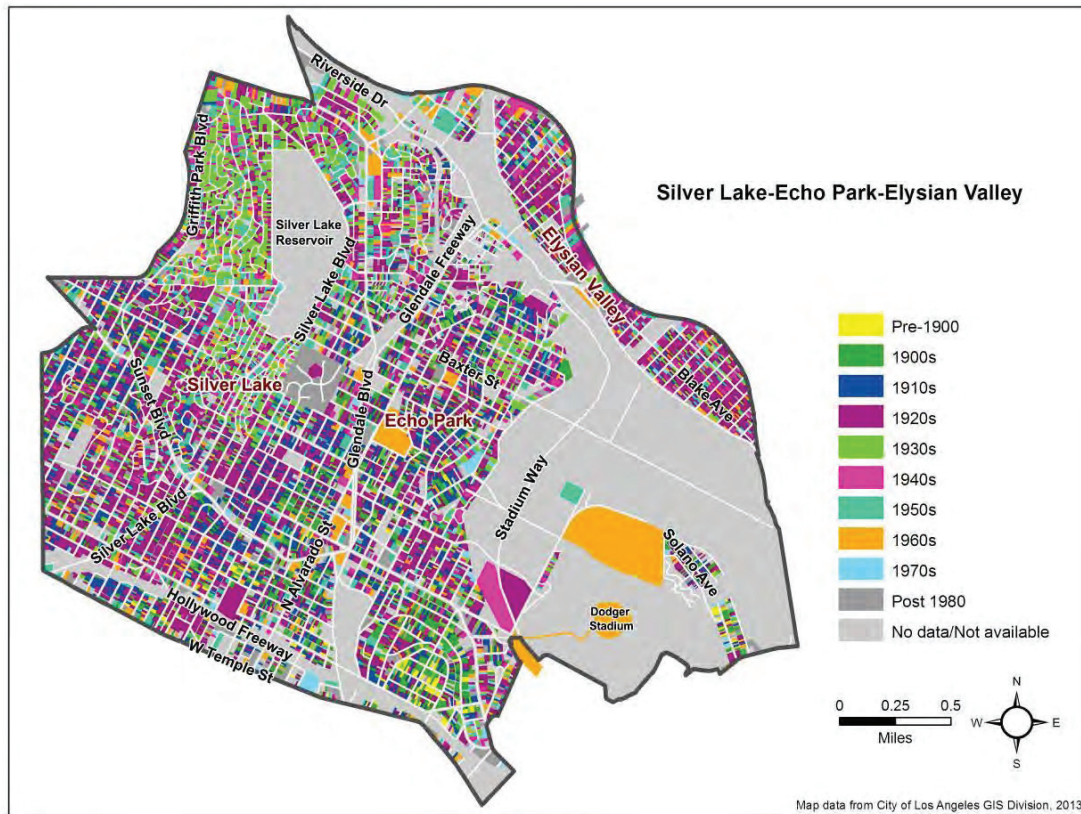 Riverside Dr
Silver Lake-Echo Park-Elysian Valley
Griffith Park Blvd
Silver Lake
Reservoir
Silver Lake Blvd
Glendale Freeway
Elysian Valley
Baxter St
Blake Ave
Sunset Blvd
Silver Lake
Echo Park
Glendale Blvd
Silver Lake Blvd
N Alvarado St
Stadium Way
Solano Ave
Dodger
Stadium
Hollywood Freeway
W Temple St
Pre-1900
1900s
1910s
1920s
1930s
1940s
1950s
1960s
1970s
Post 1980
No data/Not available
0 0.25 0.5
Miles
N
W E
S
Map data from City of Los Angeles GIS Division, 2013